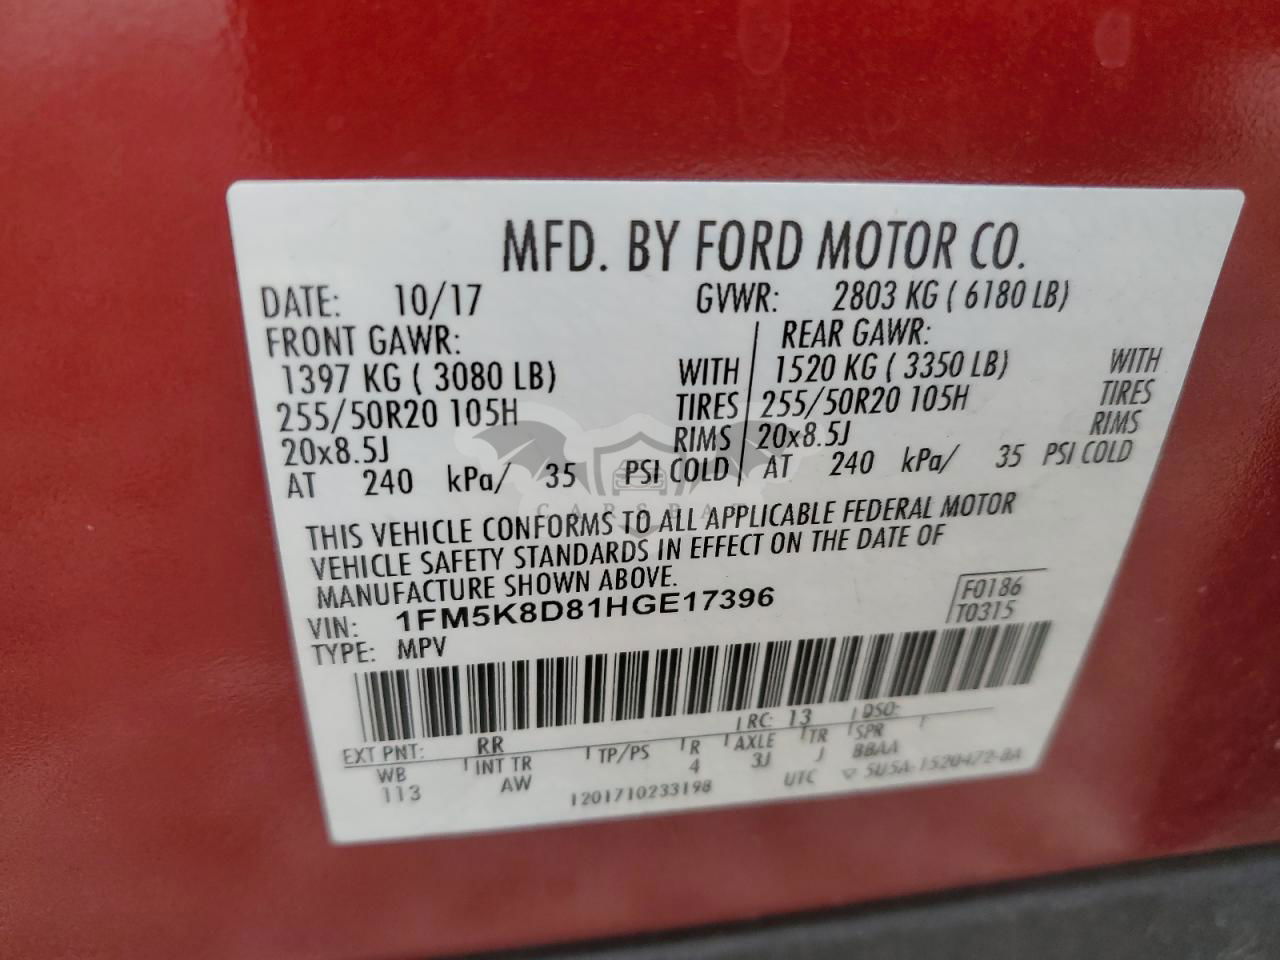 MFD. BY FORD MOTOR CO.
DATE: 10/17 GVWR: 2803 KG ( 6180 LB)
FRONT GAWR: REAR GAWR:
1397 KG ( 3080 LB) WITH 1520 KG ( 3350 LB) WITH
255/50R20 105H TIRES 255/50R20 105H TIRES
20x8.5J RIMS 20x8.5J RIMS
AT 240 kPa/ 35 PSI COLD AT 240 kPa/ 35 PSI COLD
CARSBAT
THIS VEHICLE CONFORMS TO ALL APPLICABLE FEDERAL MOTOR
VEHICLE SAFETY STANDARDS IN EFFECT ON THE DATE OF
MANUFACTURE SHOWN ABOVE.
VIN: 1FM5K8D81HGE17396 F0186
TYPE: MPV T0315
EXT PNT: RR RC: 13 DSO:
WB INT TR TP/PS R AXLE TR SPR
113 AW 4 3J J BBAA
1201710233198 UTC ▽ 5U5A-1520472-BA